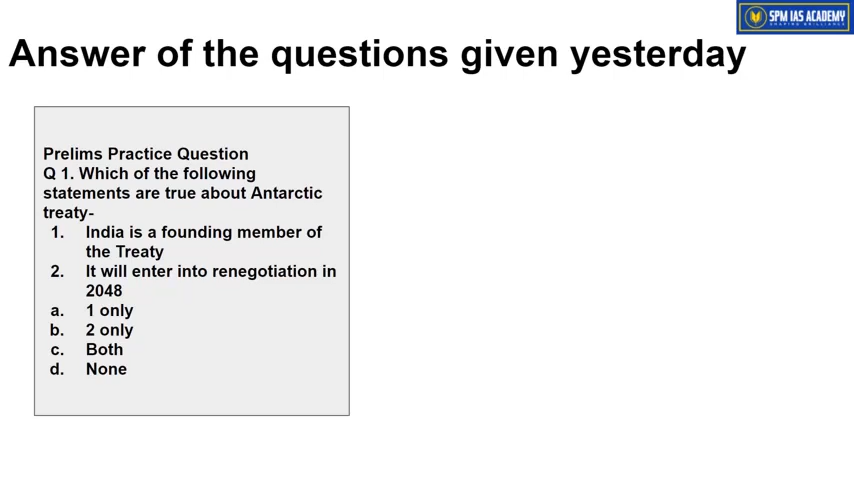 SPM IAS ACADEMY
SHAPING BRILLIANCE
Answer of the questions given yesterday
Prelims Practice Question
Q 1. Which of the following
statements are true about Antarctic
treaty-
1. India is a founding member of
the Treaty
2. It will enter into renegotiation in
2048
a. 1 only
b. 2 only
c. Both
d. None